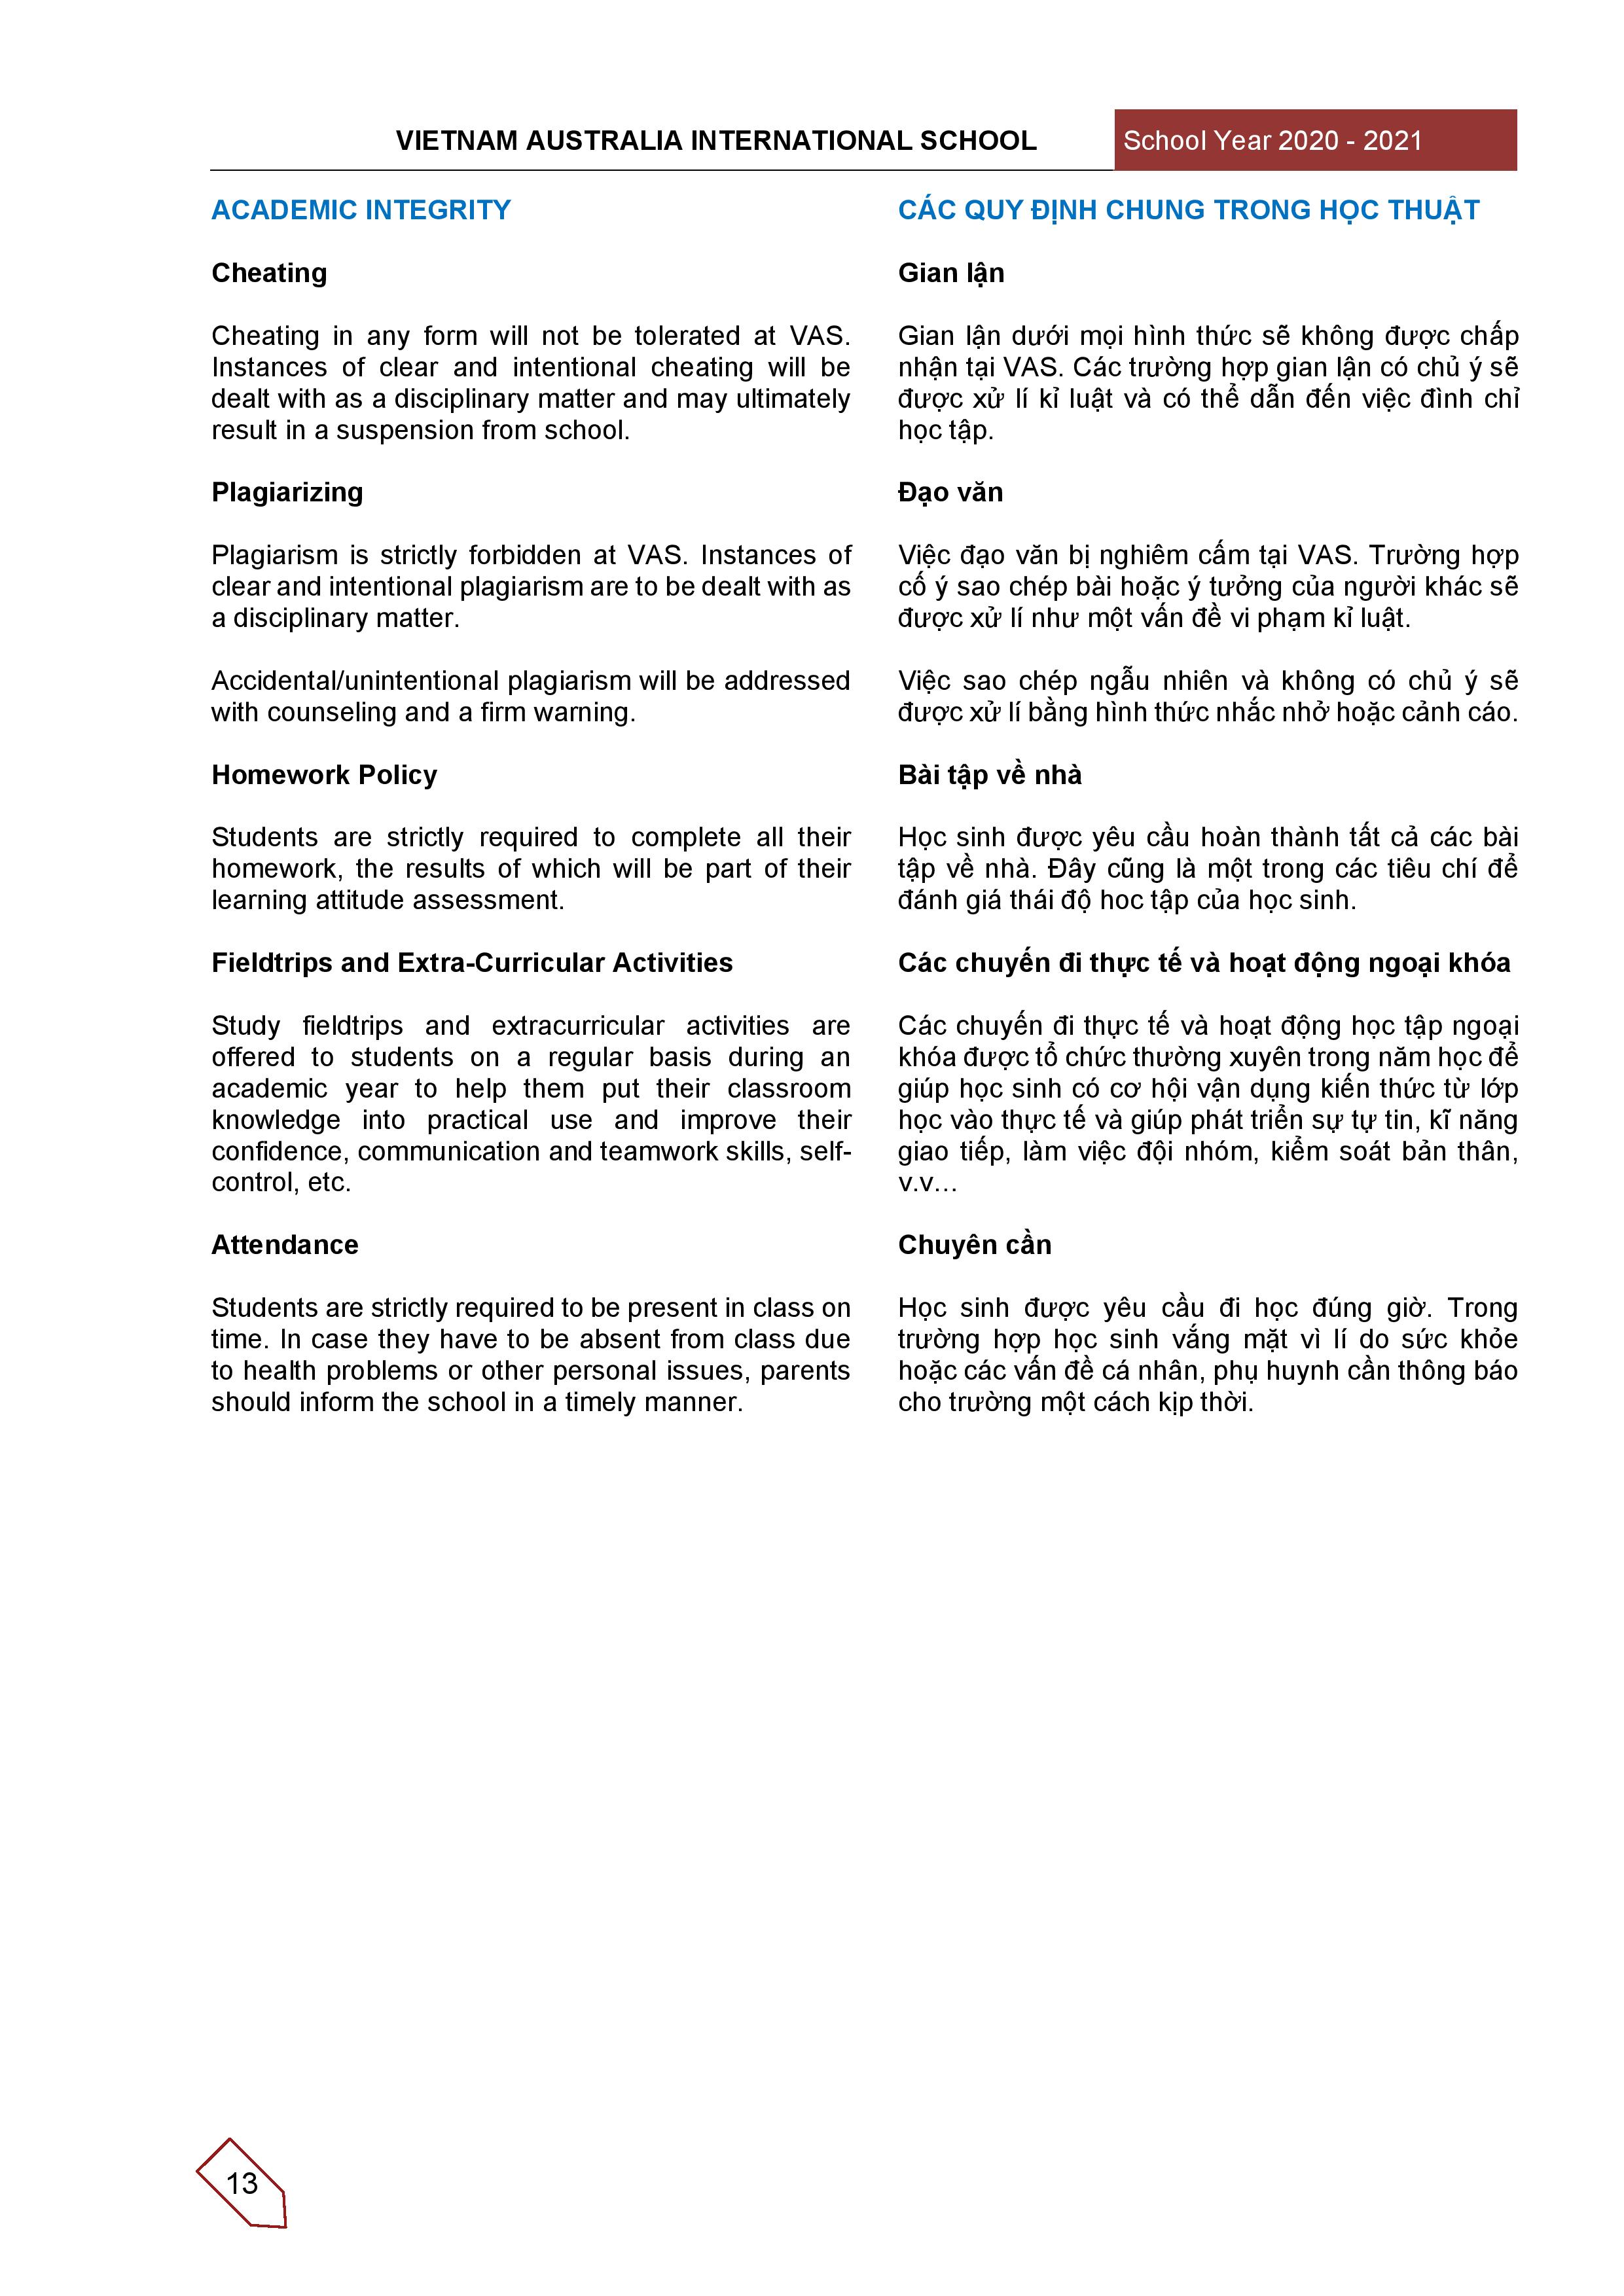 VIETNAM AUSTRALIA INTERNATIONAL SCHOOL
School Year 2020 - 2021
ACADEMIC INTEGRITY
Cheating
Cheating in any form will not be tolerated at VAS.
Instances of clear and intentional cheating will be
dealt with as a disciplinary matter and may ultimately
result in a suspension from school.
Plagiarizing
Plagiarism is strictly forbidden at VAS. Instances of
clear and intentional plagiarism are to be dealt with as
a disciplinary matter.
Accidental/unintentional plagiarism will be addressed
with counseling and a firm warning.
Homework Policy
Students are strictly required to complete all their
homework, the results of which will be part of their
learning attitude assessment.
Fieldtrips and Extra-Curricular Activities
Study fieldtrips and extracurricular activities are
offered to students on a regular basis during an
academic year to help them put their classroom
knowledge into practical use and improve their
confidence, communication and teamwork skills, self-
control, etc.
Attendance
Students are strictly required to be present in class on
time. In case they have to be absent from class due
to health problems or other personal issues, parents
should inform the school in a timely manner.
CÁC QUY ĐỊNH CHUNG TRONG HỌC THUẬT
Gian lận
Gian lận dưới mọi hình thức sẽ không được chấp
nhận tại VAS. Các trường hợp gian lận có chủ ý sẽ
được xử lí kỉ luật và có thể dẫn đến việc đình chỉ
học tập.
Đạo văn
Việc đạo văn bị nghiêm cấm tại VAS. Trường hợp
cố ý sao chép bài hoặc ý tưởng của người khác sẽ
được xử lí như một vấn đề vi phạm kỉ luật.
Việc sao chép ngẫu nhiên và không có chủ ý sẽ
được xử lí bằng hình thức nhắc nhở hoặc cảnh cáo.
Bài tập về nhà
Học sinh được yêu cầu hoàn thành tất cả các bài
tập về nhà. Đây cũng là một trong các tiêu chí để
đánh giá thái độ hoc tập của học sinh.
Các chuyến đi thực tế và hoạt động ngoại khóa
Các chuyến đi thực tế và hoạt động học tập ngoại
khóa được tổ chức thường xuyên trong năm học để
giúp học sinh có cơ hội vận dụng kiến thức từ lớp
học vào thực tế và giúp phát triển sự tự tin, kĩ năng
giao tiếp, làm việc đội nhóm, kiểm soát bản thân,
v.v…
Chuyên cần
Học sinh được yêu cầu đi học đúng giờ. Trong
trường hợp học sinh vắng mặt vì lí do sức khỏe
hoặc các vấn đề cá nhân, phụ huynh cần thông báo
cho trường một cách kịp thời.
13